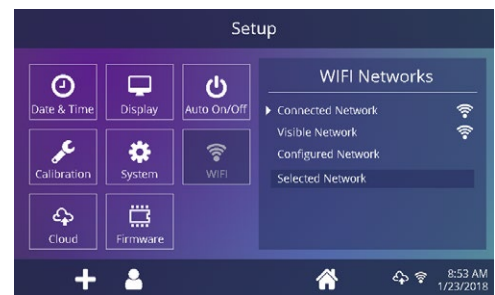 Setup
Date & Time
Display
Auto On/Off
Calibration
System
WIFI
Cloud
Firmware
WIFI Networks
Connected Network
Visible Network
Configured Network
Selected Network
8:53 AM
1/23/2018